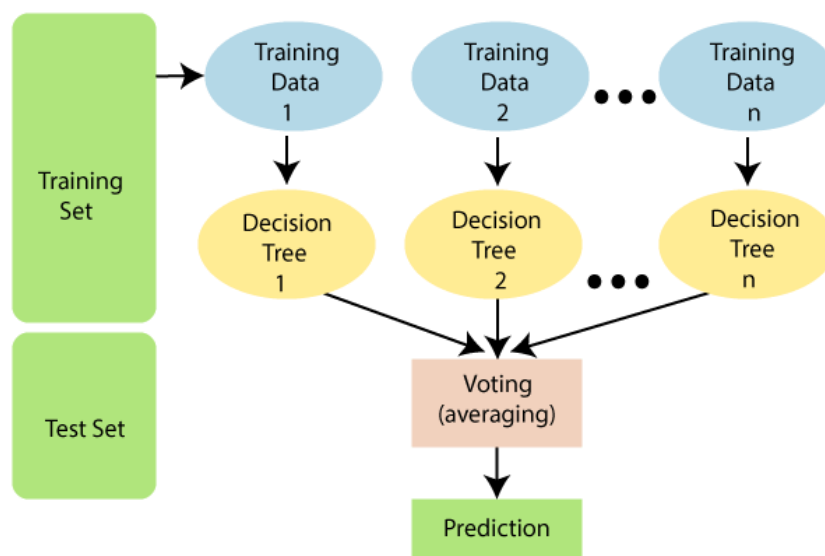 Training
Set
Training
Data
1
Training
Data
2
Training
Data
n
Decision
Tree
1
Decision
Tree
2
Decision
Tree
n
Test Set
Voting
(averaging)
Prediction